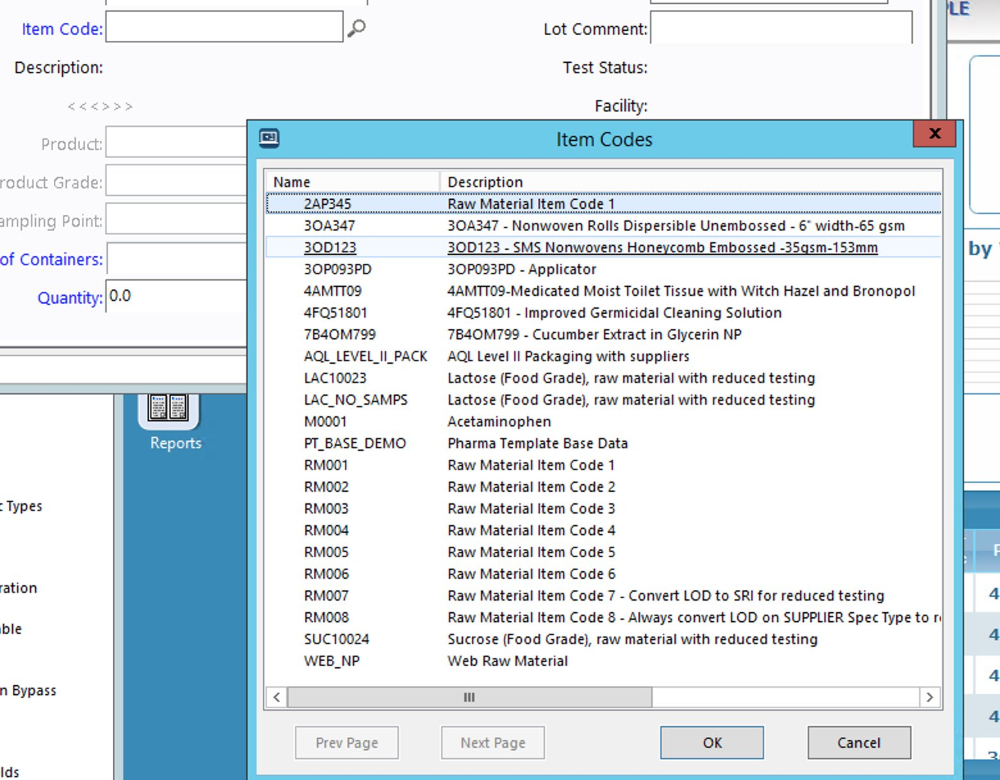 PLE
Item Code:
Lot Comment:
Description:
Test Status:
<<<>>>
Facility:
Product:
roduct Grade:
ampling Point:
of Containers:
Quantity: 0.0
Item Codes
X
Name Description
2AP345 Raw Material Item Code 1
3OA347 3OA347 - Nonwoven Rolls Dispersible Unembossed - 6" width-65 gsm
3OD123 3OD123 - SMS Nonwovens Honeycomb Embossed -35gsm-153mm
3OP093PD 3OP093PD - Applicator
4AMTT09 4AMTT09-Medicated Moist Toilet Tissue with Witch Hazel and Bronopol
4FQ51801 4FQ51801 - Improved Germicidal Cleaning Solution
7B4OM799 7B4OM799 - Cucumber Extract in Glycerin NP
AQL_LEVEL_II_PACK AQL Level II Packaging with suppliers
LAC10023 Lactose (Food Grade), raw material with reduced testing
LAC_NO_SAMPS Lactose (Food Grade), raw material with reduced testing
M0001 Acetaminophen
PT_BASE_DEMO Pharma Template Base Data
RM001 Raw Material Item Code 1
RM002 Raw Material Item Code 2
RM003 Raw Material Item Code 3
RM004 Raw Material Item Code 4
RM005 Raw Material Item Code 5
RM006 Raw Material Item Code 6
RM007 Raw Material Item Code 7 - Convert LOD to SRI for reduced testing
RM008 Raw Material Item Code 8 - Always convert LOD on SUPPLIER Spec Type to r
SUC10024 Sucrose (Food Grade), raw material with reduced testing
WEB_NP Web Raw Material
Prev Page Next Page OK Cancel
Reports
c Types
ration
ble
n Bypass
lds
by
P
4
4
4
4